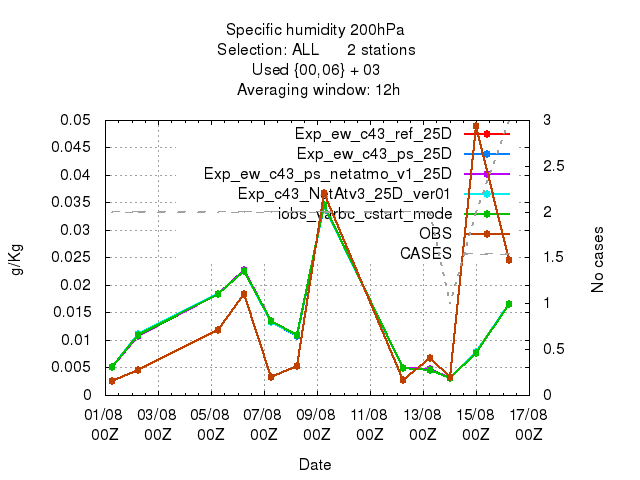 Specific humidity 200hPa
Selection: ALL 2 stations
Used {00,06} + 03
Averaging window: 12h
g/Kg
0.05
0.045
0.04
0.035
0.03
0.025
0.02
0.015
0.01
0.005
0
Exp_ew_c43_ref_25D
Exp_ew_c43_ps_25D
Exp_ew_c43_ps_netatmo_v1_25D
Exp_c43_NetAtv3_25D_ver01
iobs_varbc_cstart_mode
OBS
CASES
3
2.5
2
1.5
1
0.5
0
No cases
01/08 03/08 05/08 07/08 09/08 11/08 13/08 15/08 17/08
00Z 00Z 00Z 00Z 00Z 00Z 00Z 00Z 00Z
Date